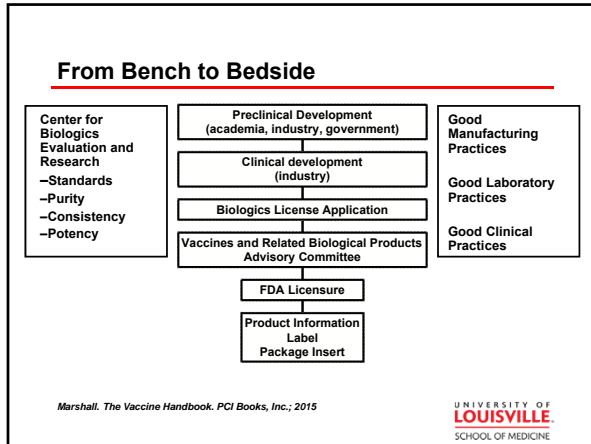 From Bench to Bedside
Center for
Biologics
Evaluation and
Research
–Standards
–Purity
–Consistency
–Potency
Preclinical Development
(academia, industry, government)
Clinical development
(industry)
Biologics License Application
Vaccines and Related Biological Products
Advisory Committee
FDA Licensure
Product Information
Label
Package Insert
Good
Manufacturing
Practices
Good Laboratory
Practices
Good Clinical
Practices
Marshall. The Vaccine Handbook. PCI Books, Inc.; 2015
UNIVERSITY OF
LOUISVILLE.
SCHOOL OF MEDICINE